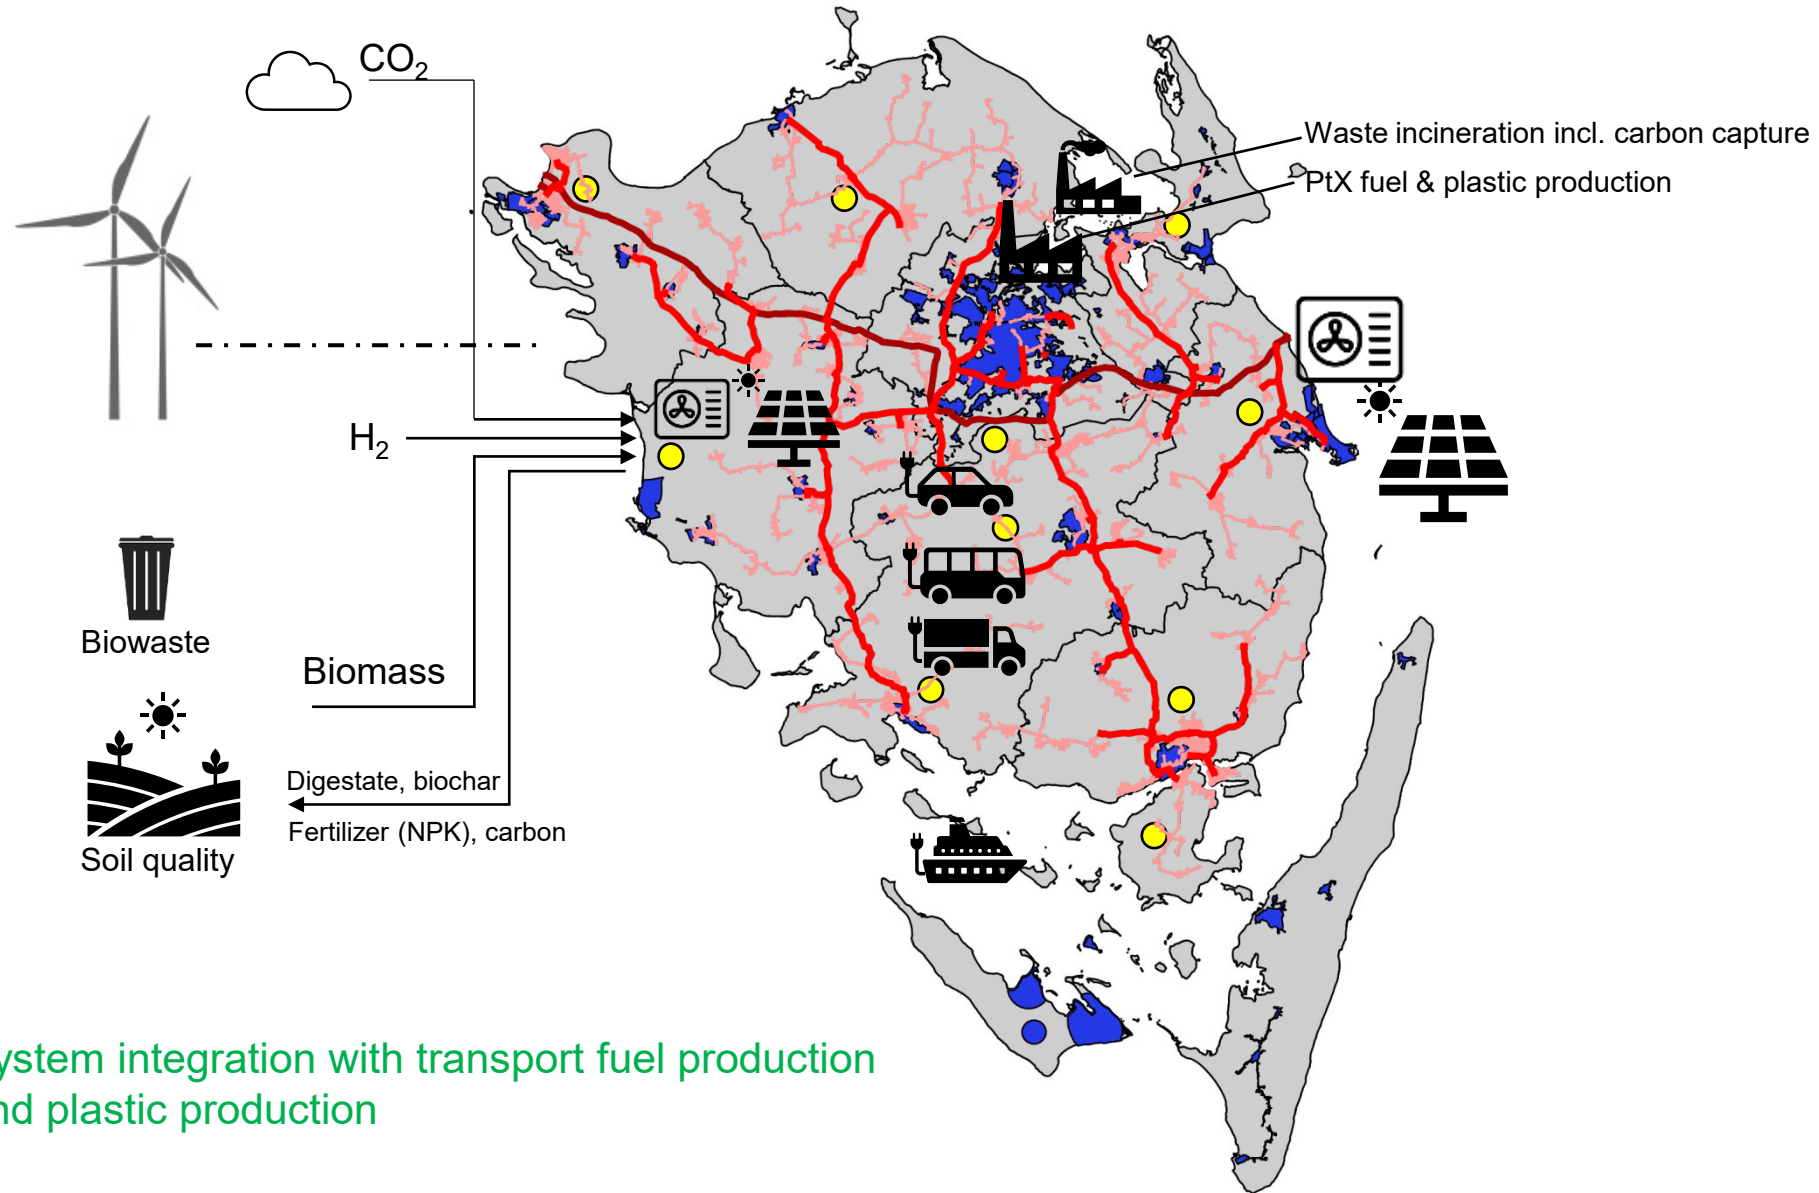 CO₂
Waste incineration incl. carbon capture
PtX fuel & plastic production
H₂
Biowaste
Biomass
Digestate, biochar
Fertilizer (NPK), carbon
Soil quality
ystem integration with transport fuel production
nd plastic production